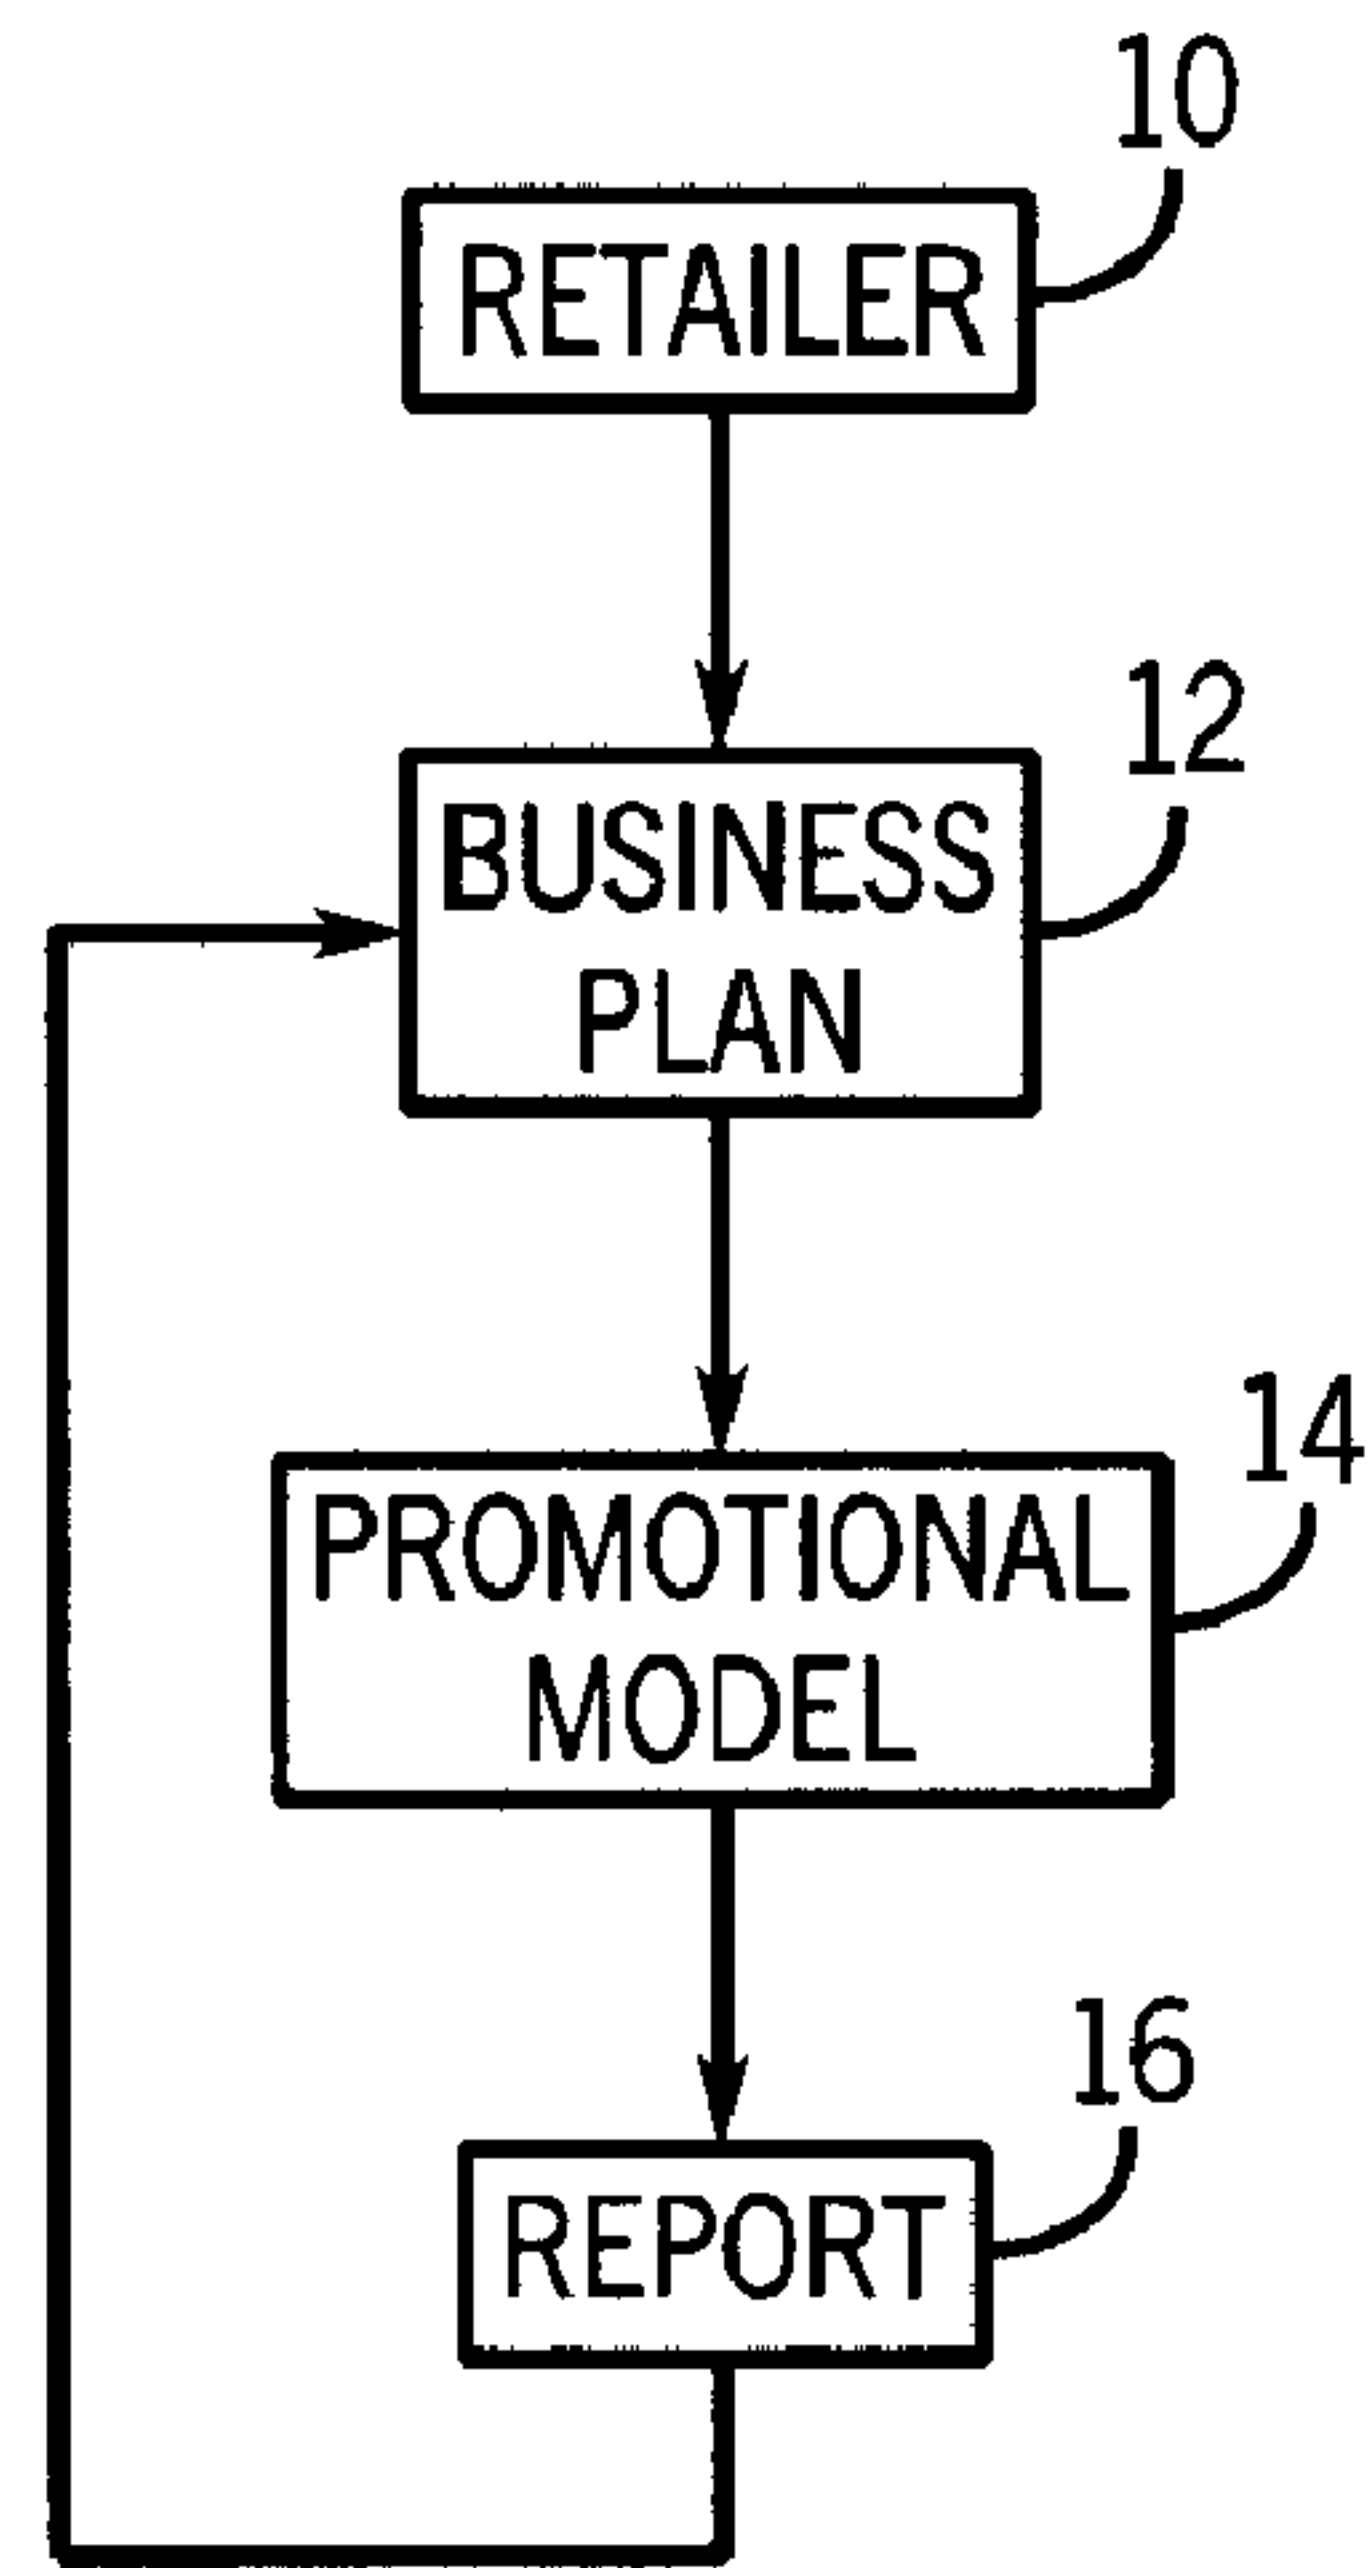 10
RETAILER
12
BUSINESS
PLAN
14
PROMOTIONAL
MODEL
16
REPORT